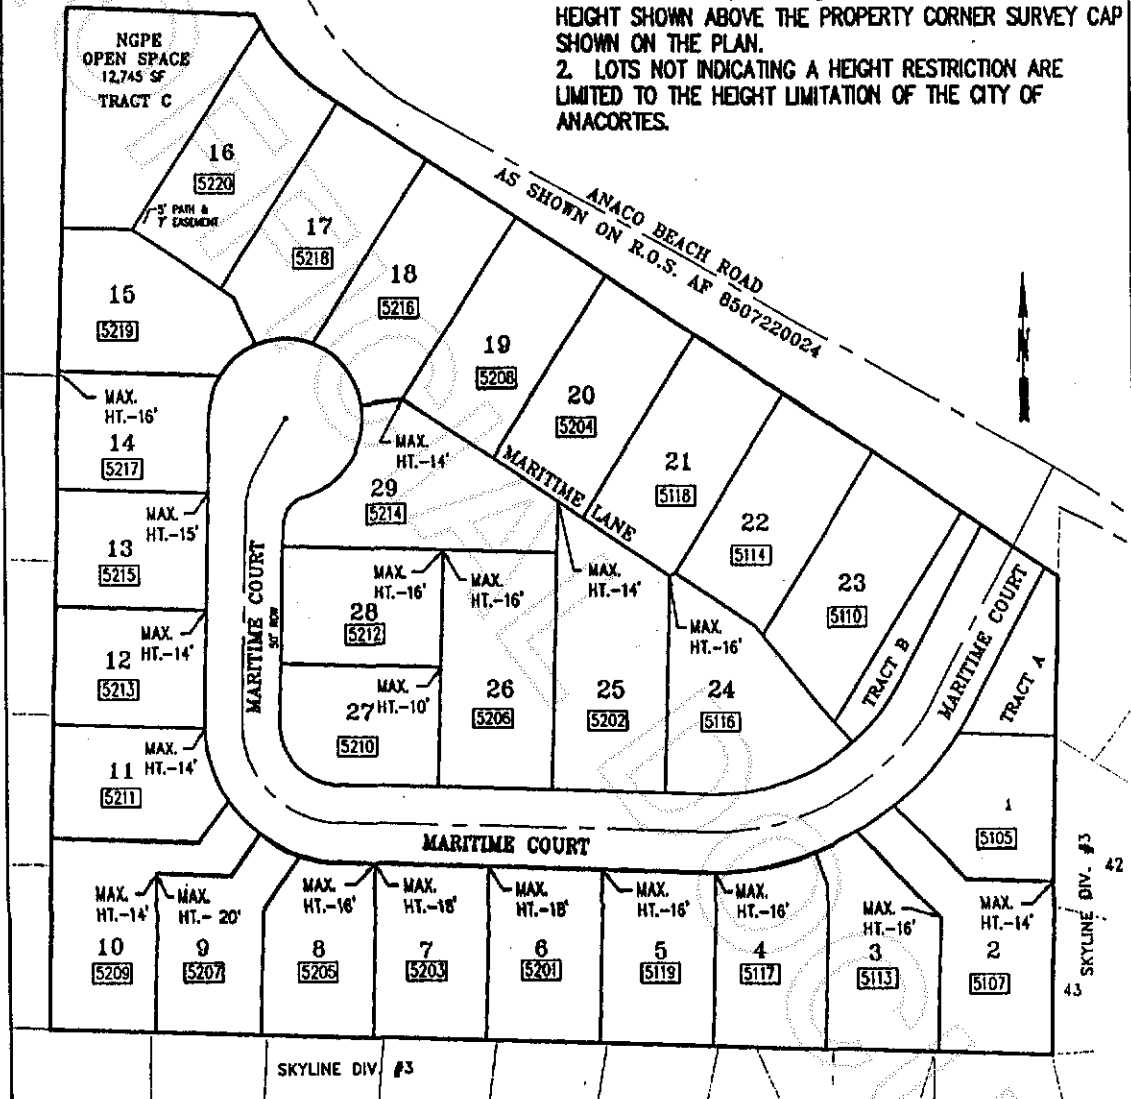 HEIGHT SHOWN ABOVE THE PROPERTY CORNER SURVEY CAP
SHOWN ON THE PLAN.
2. LOTS NOT INDICATING A HEIGHT RESTRICTION ARE
LIMITED TO THE HEIGHT LIMITATION OF THE CITY OF
ANACORTES.
NGPE
OPEN SPACE
12,745 SF
TRACT C
16
5220
5' PATH &
17
5218
18
5216
ANACO BEACH ROAD
AS SHOWN ON R.O.S. AF 8507220024
N
15
5219
19
5208
20
5204
MAX.
HT.-16'
14
5217
MAX.
HT.-14'
MARITIME LANE
21
5118
29
5214
22
5114
MAX.
HT.-15'
13
5215
MAX.
HT.-16'
MAX.
HT.-16'
MAX.
HT.-14'
23
5110
MARITIME COURT
50' ROW
28
5212
MAX.
HT.-14'
12
5213
MAX.
HT.-16'
TRACT B
MARITIME COURT
TRACT A
MAX.
HT.-10'
27
5210
26
5206
25
5202
24
5116
MAX.
HT.-14'
11
5211
1
5105
MARITIME COURT
SKYLINE DIV. #3
42
43
MAX.
HT.-14'
10
5209
MAX.
HT.- 20'
9
5207
MAX.
HT.-16'
8
5205
MAX.
HT.-18'
7
5203
MAX.
HT.-18'
6
5201
MAX.
HT.-16'
5
5119
MAX.
HT.-16'
4
5117
MAX.
HT.-16'
3
5113
MAX.
HT.-14'
2
5107
SKYLINE DIV. #3